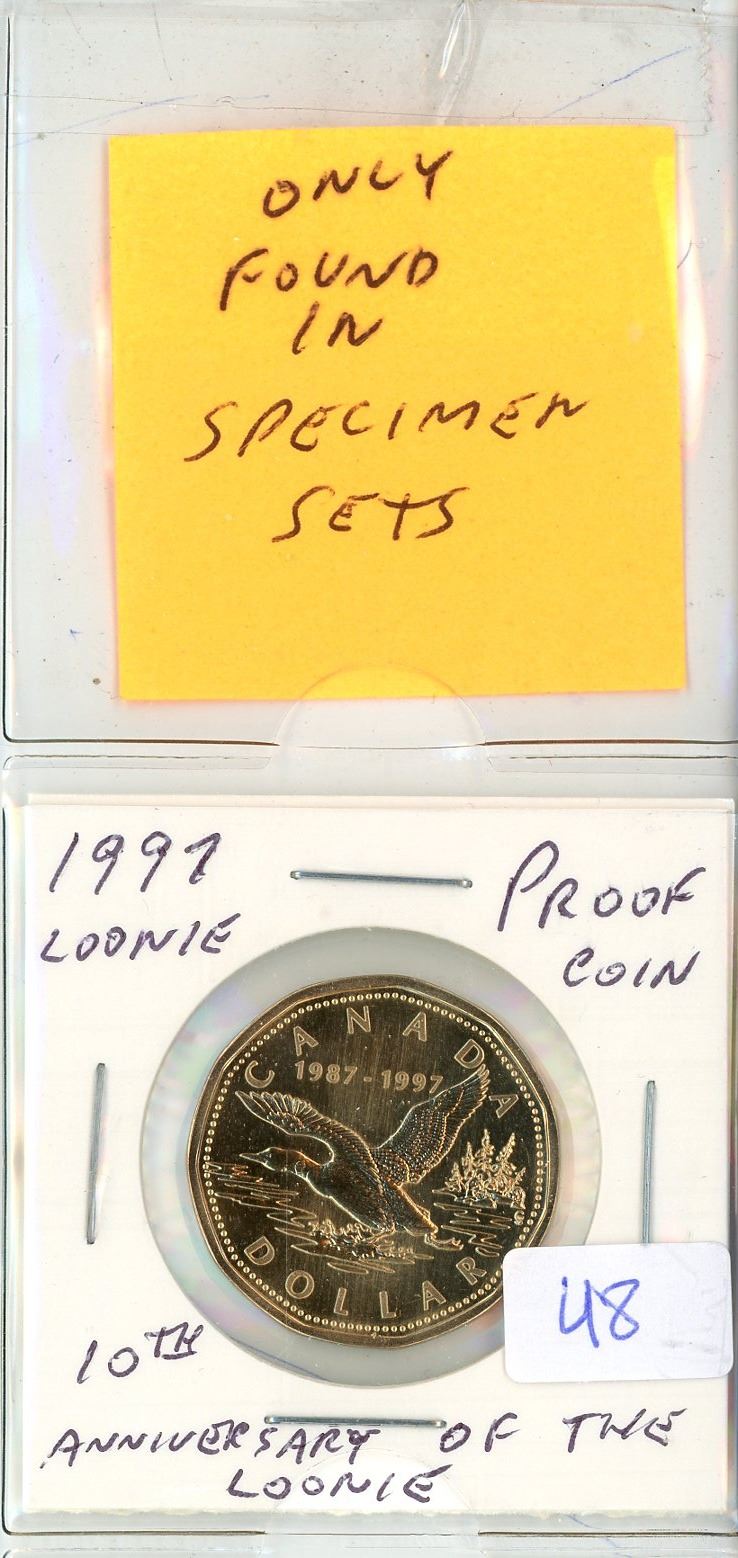 ONLY
FOUND
IN
SPECIMEN
SETS
1997
LOONIE
PROOF
COIN
CANADA
1987-1997
DOLLAR
48
10TH
ANNIVERSARY OF THE
LOONIE